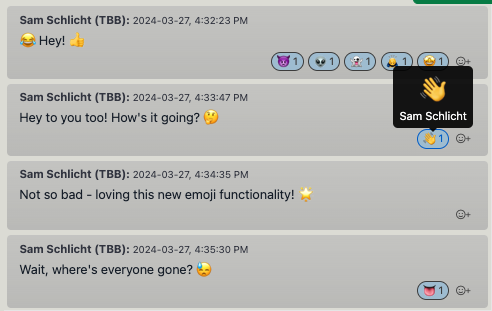 Sam Schlicht (TBB): 2024-03-27, 4:32:23 PM
😂 Hey! 👍
😈 1 👽 1 👻 1 🙇 1 🤩 1
👋
Sam Schlicht
Sam Schlicht (TBB): 2024-03-27, 4:33:47 PM
Hey to you too! How's it going? 🤔
👋 1
Sam Schlicht (TBB): 2024-03-27, 4:34:35 PM
Not so bad - loving this new emoji functionality! 🌟
Sam Schlicht (TBB): 2024-03-27, 4:35:30 PM
Wait, where's everyone gone? 😓
👅 1